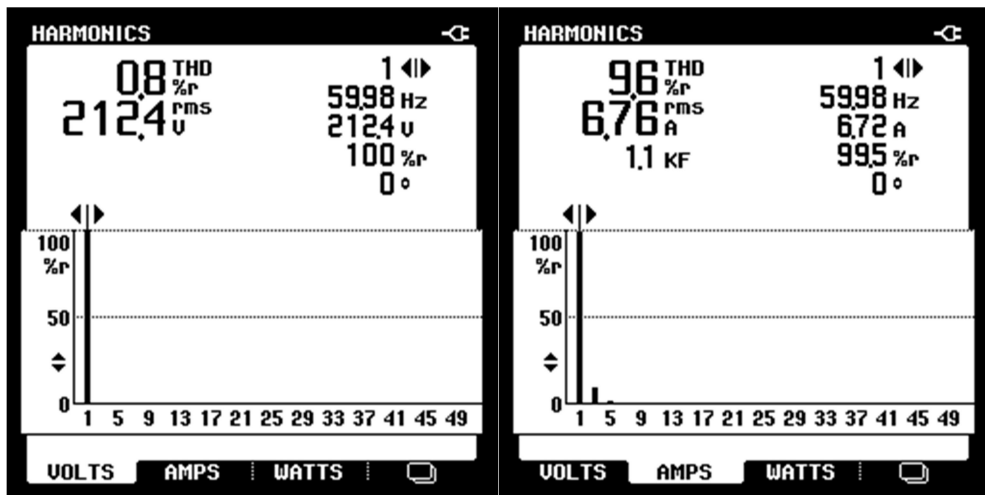 HARMONICS
0.8 THD %r
212.4 rms V
1
59.98 Hz
212.4 V
100 %r
0 °
100
%r
50
0
1 5 9 13 17 21 25 29 33 37 41 45 49
VOLTS AMPS WATTS
HARMONICS
9.6 THD %r
6.76 rms A
1.1 KF
1
59.98 Hz
6.72 A
99.5 %r
0 °
100
%r
50
0
1 5 9 13 17 21 25 29 33 37 41 45 49
VOLTS AMPS WATTS